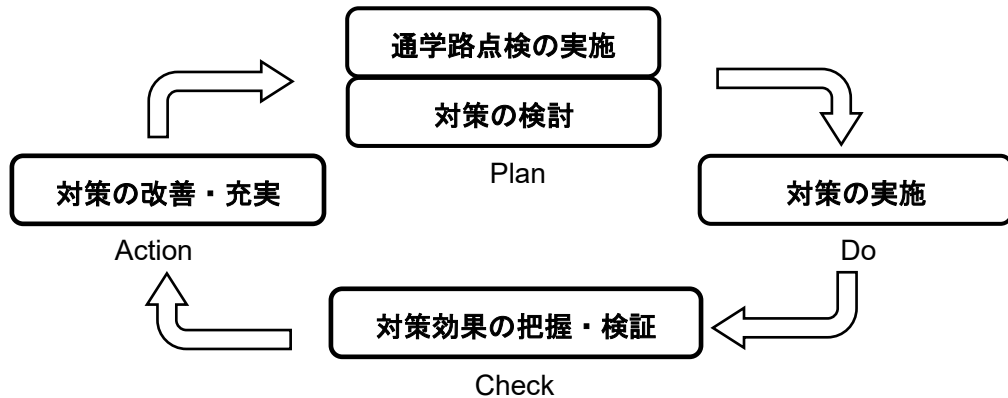 通学路点検の実施
対策の検討
Plan
対策の実施
Do
対策効果の把握・検証
Check
対策の改善・充実
Action